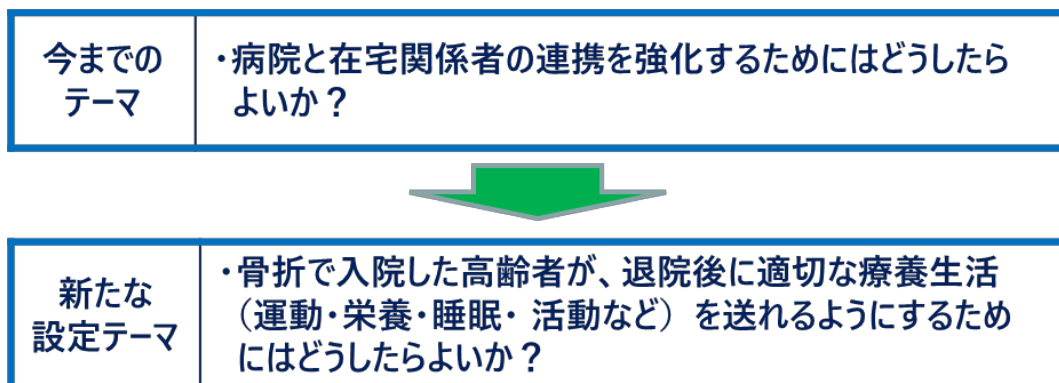 今までの
テーマ
・病院と在宅関係者の連携を強化するためにはどうしたら
よいか？
新たな
設定テーマ
・骨折で入院した高齢者が、退院後に適切な療養生活
（運動・栄養・睡眠・ 活動など）を送れるようにするため
にはどうしたらよいか？